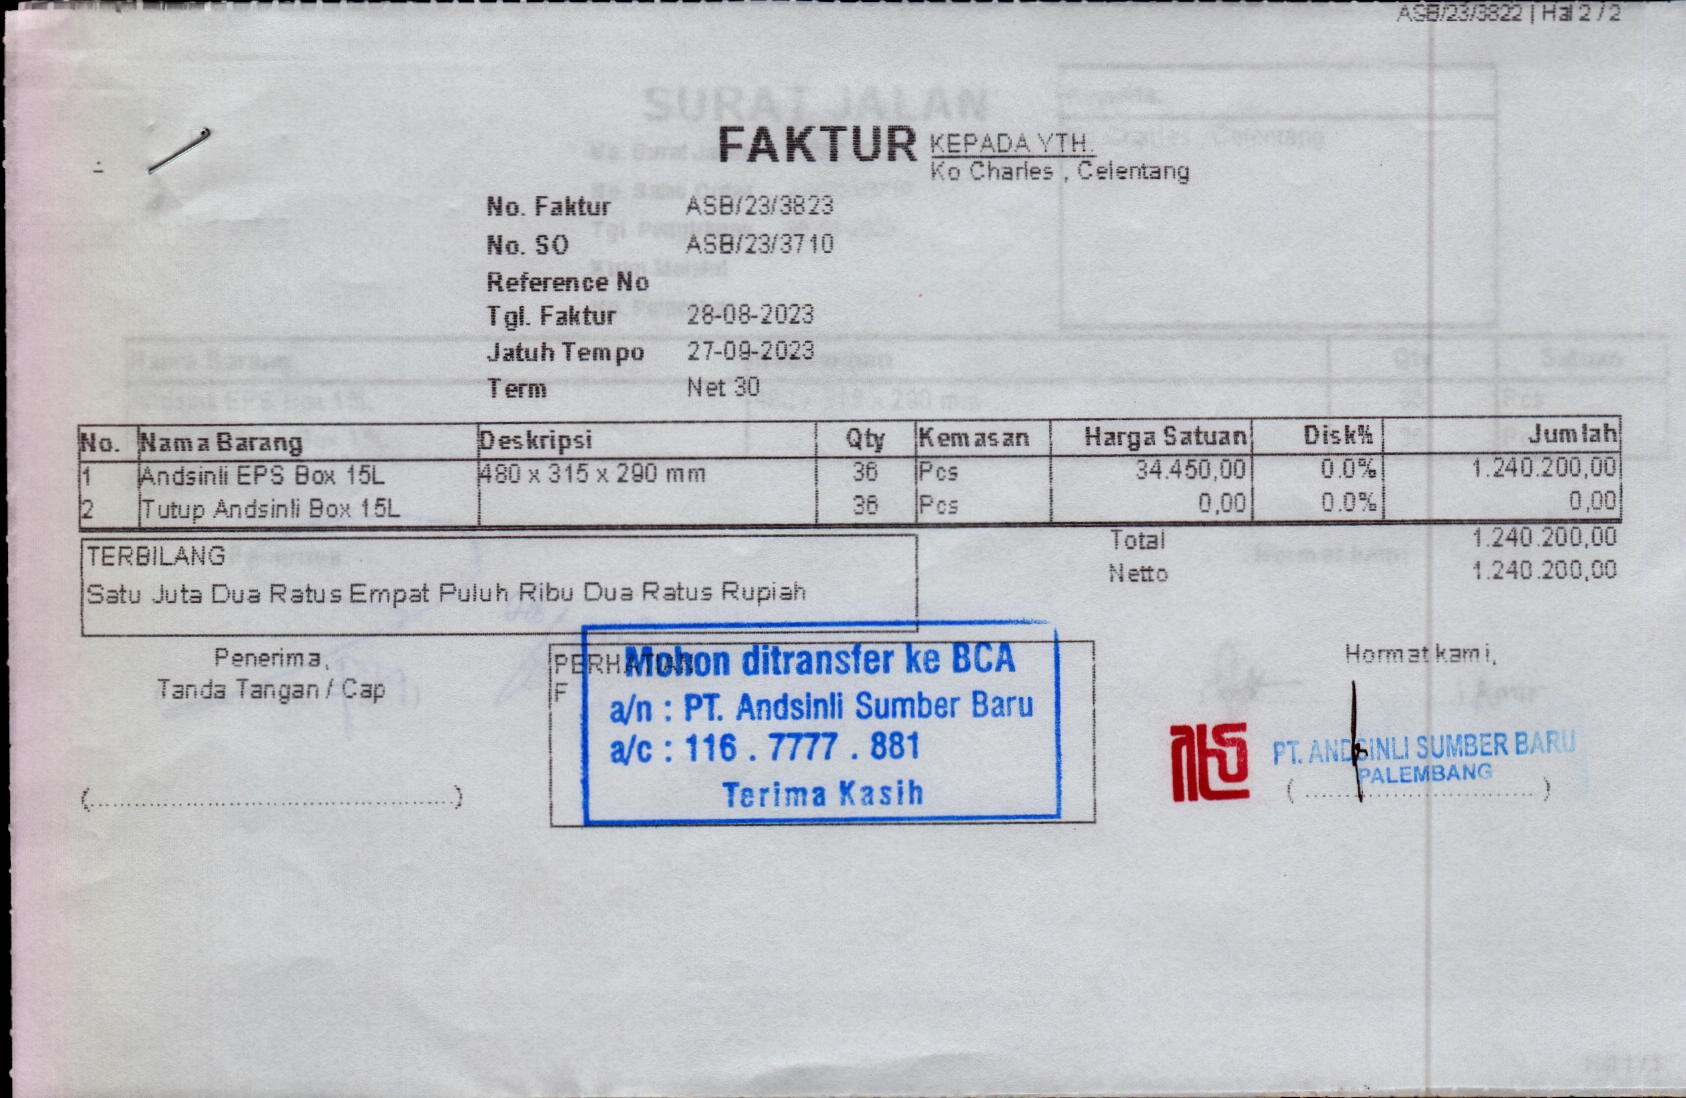 ASB/23/3822 | Hal 2 / 2
FAKTUR
KEPADA YTH.
Ko Charles , Celentang
No. Faktur ASB/23/3823
No. SO ASB/23/3710
Reference No
Tgl. Faktur 28-08-2023
Jatuh Tempo 27-09-2023
Term Net 30
No. Nama Barang Deskripsi Qty Kemasan Harga Satuan Disk% Jumlah
1 Andsinli EPS Box 15L 480 x 315 x 290 mm 36 Pcs 34.450,00 0.0% 1.240.200,00
2 Tutup Andsinli Box 15L 36 Pcs 0,00 0.0% 0,00
Total 1.240.200,00
Netto 1.240.200,00
TERBILANG
Satu Juta Dua Ratus Empat Puluh Ribu Dua Ratus Rupiah
Penerima,
Tanda Tangan / Cap
(..........................................................)
PERHATIAN
F
Mohon ditransfer ke BCA
a/n : PT. Andsinli Sumber Baru
a/c : 116 . 7777 . 881
Terima Kasih
Hormat kami,
PT. ANDSINLI SUMBER BARU
PALEMBANG
(......................................)